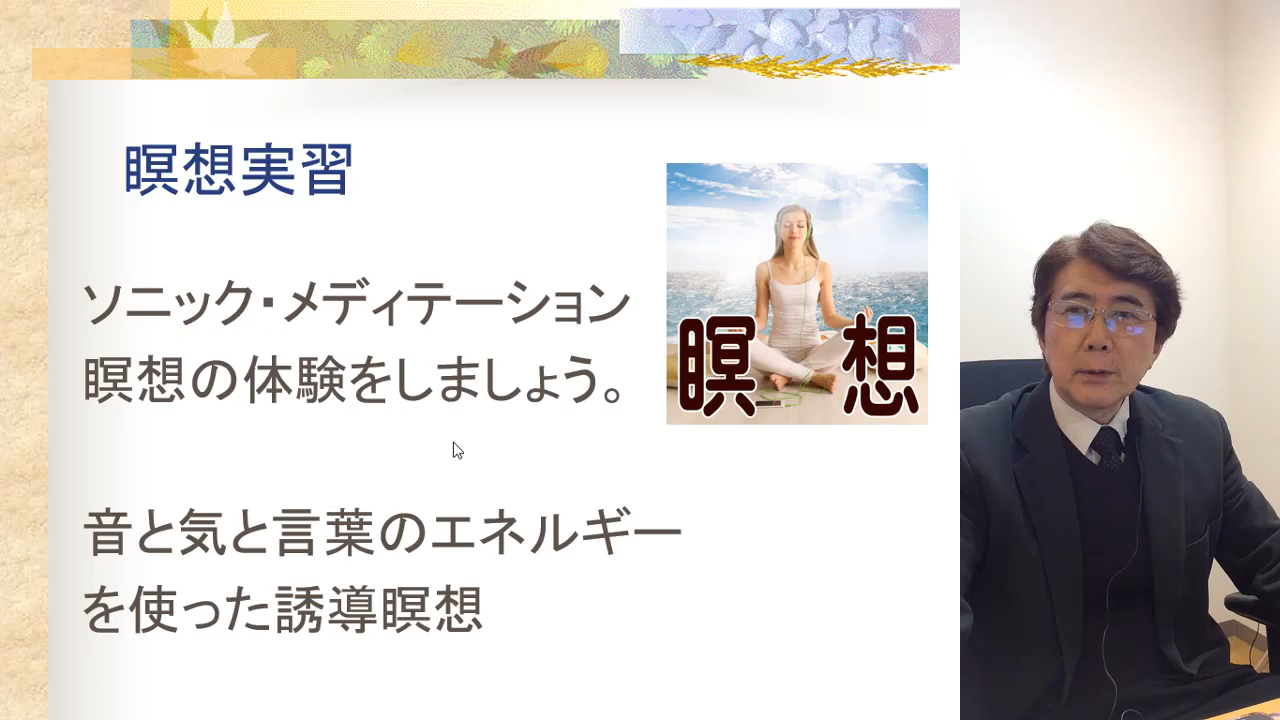 瞑想実習
ソニック・メディテーション
瞑想の体験をしましょう。
瞑想
音と気と言葉のエネルギー
を使った誘導瞑想